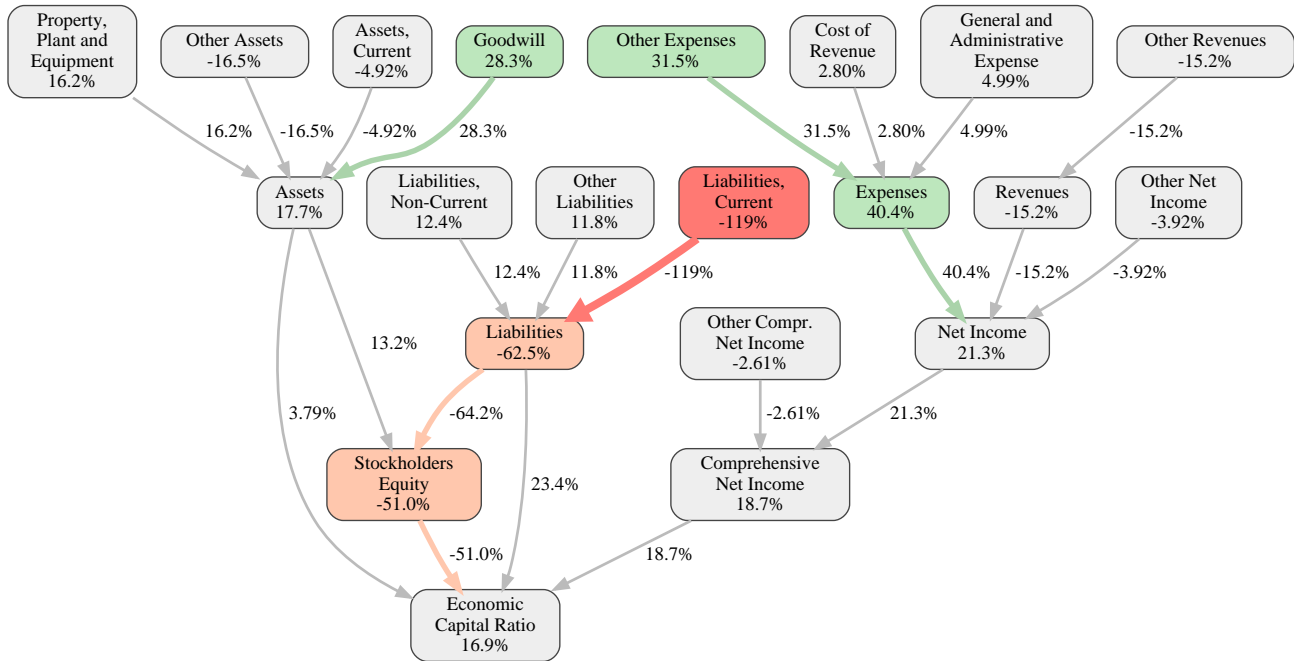 Property,
Plant and
Equipment
16.2%
Other Assets
-16.5%
Assets,
Current
-4.92%
Goodwill
28.3%
Other Expenses
31.5%
Cost of
Revenue
2.80%
General and
Administrative
Expense
4.99%
Other Revenues
-15.2%
16.2%
-16.5%
-4.92%
28.3%
31.5%
2.80%
4.99%
-15.2%
Assets
17.7%
Liabilities,
Non-Current
12.4%
Other
Liabilities
11.8%
Liabilities,
Current
-119%
Expenses
40.4%
Revenues
-15.2%
Other Net
Income
-3.92%
12.4%
11.8%
-119%
40.4%
-15.2%
-3.92%
Liabilities
-62.5%
Other Compr.
Net Income
-2.61%
Net Income
21.3%
13.2%
3.79%
-64.2%
-2.61%
21.3%
Stockholders
Equity
-51.0%
23.4%
Comprehensive
Net Income
18.7%
-51.0%
18.7%
Economic
Capital Ratio
16.9%